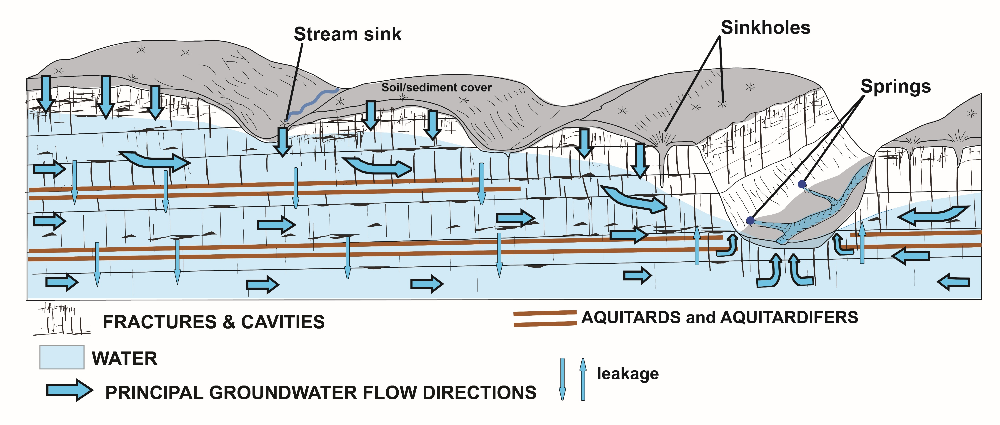 Stream sink
Sinkholes
Springs
Soil/sediment cover
FRACTURES & CAVITIES
AQUITARDS and AQUITARDIFERS
WATER
leakage
PRINCIPAL GROUNDWATER FLOW DIRECTIONS